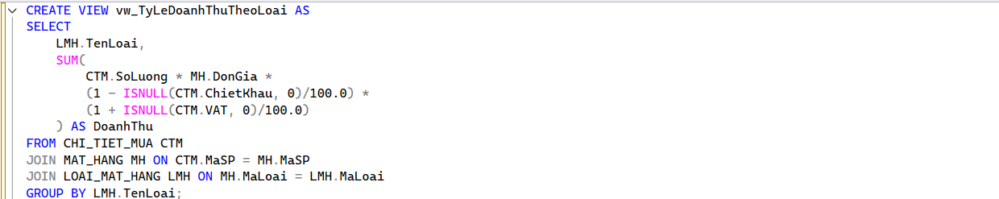 CREATE VIEW vw_TyLeDoanhThuTheoLoai AS
SELECT
    LMH.TenLoai,
    SUM(
        CTM.SoLuong * MH.DonGia *
        (1 - ISNULL(CTM.ChietKhau, 0)/100.0) *
        (1 + ISNULL(CTM.VAT, 0)/100.0)
    ) AS DoanhThu
FROM CHI_TIET_MUA CTM
JOIN MAT_HANG MH ON CTM.MaSP = MH.MaSP
JOIN LOAI_MAT_HANG LMH ON MH.MaLoai = LMH.MaLoai
GROUP BY LMH.TenLoai;